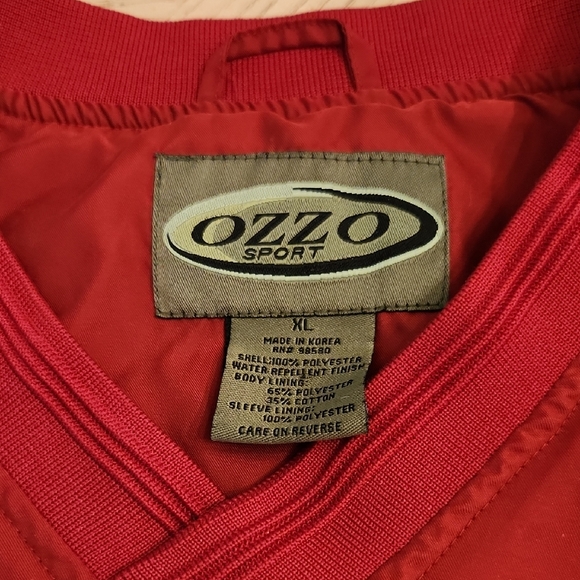 OZZO
SPORT
XL
MADE IN KOREA
RN# 98580
SHELL:100% POLYESTER
WATER REPELLENT FINISH
BODY LINING:
65% POLYESTER
35% COTTON
SLEEVE LINING:
100% POLYESTER
CARE ON REVERSE